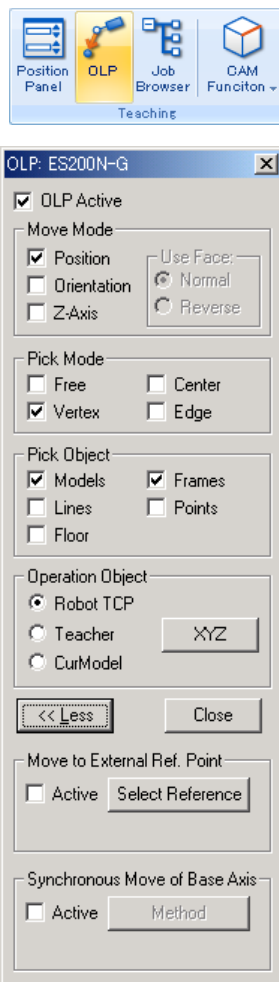 Position Panel
OLP
Job Browser
CAM Funciton
Teaching
OLP: ES200N-G
OLP Active
Move Mode
Position
Orientation
Z-Axis
Use Face:
Normal
Reverse
Pick Mode
Free
Center
Vertex
Edge
Pick Object
Models
Frames
Lines
Points
Floor
Operation Object
Robot TCP
Teacher
XYZ
CurModel
<< Less
Close
Move to External Ref. Point
Active
Select Reference
Synchronous Move of Base Axis
Active
Method